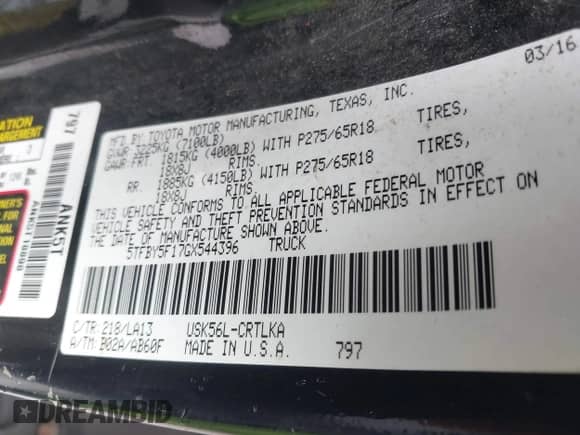 03/16
MFD. BY TOYOTA MOTOR MANUFACTURING, TEXAS, INC.
GVWR 3225KG (7100LB)
GAWR FRT. 1815KG (4000LB) WITH P275/65R18 TIRES,
18X8J RIMS.
RR. 1885KG (4150LB) WITH P275/65R18 TIRES,
18X8J RIMS.
THIS VEHICLE CONFORMS TO ALL APPLICABLE FEDERAL MOTOR
VEHICLE SAFETY AND THEFT PREVENTION STANDARDS IN EFFECT ON
THE DATE OF MANUFACTURE SHOWN ABOVE.
5TFBY5F17GX544396 TRUCK
C/TR: 218/LA13 USK56L-CRTLKA
A/TM: B02A/AB60F MADE IN U.S.A. 797
797
ANK5T
DREAMBID